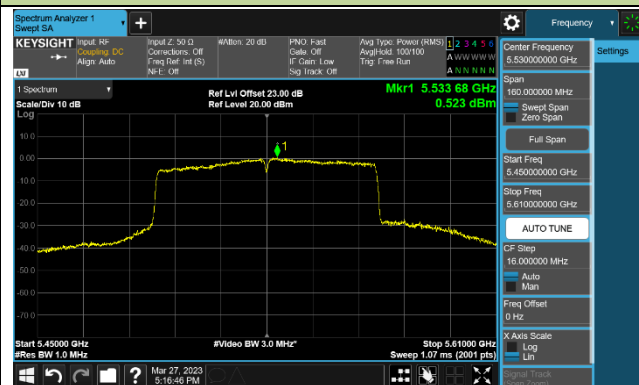 Spectrum Analyzer 1
Swept SA
Frequency
KEYSIGHT
Input: RF
Coupling: DC
Align: Auto
Input Z: 50 Ω
Corrections: Off
Freq Ref: Int (S)
NFE: Off
#Atten: 20 dB
PNO: Fast
Gate: Off
IF Gain: Low
Sig Track: Off
Avg Type: Power (RMS)
Avg|Hold: 100/100
Trig: Free Run
1 2 3 4 5 6
A W W W W W
A N N N N N
LXI
1 Spectrum
Scale/Div 10 dB
Log
Ref Lvl Offset 23.00 dB
Ref Level 20.00 dBm
Mkr1 5.533 68 GHz
0.523 dBm
1
10.0
0.00
-10.0
-20.0
-30.0
-40.0
-50.0
-60.0
-70.0
Start 5.45000 GHz
#Res BW 1.0 MHz
#Video BW 3.0 MHz*
Stop 5.61000 GHz
Sweep 1.07 ms (2001 pts)
Mar 27, 2023
5:16:46 PM
Center Frequency
5.530000000 GHz
Settings
Span
160.000000 MHz
Swept Span
Zero Span
Full Span
Start Freq
5.450000000 GHz
Stop Freq
5.610000000 GHz
AUTO TUNE
CF Step
16.000000 MHz
Auto
Man
Freq Offset
0 Hz
X Axis Scale
Log
Lin
Signal Track
(Span Zoom)